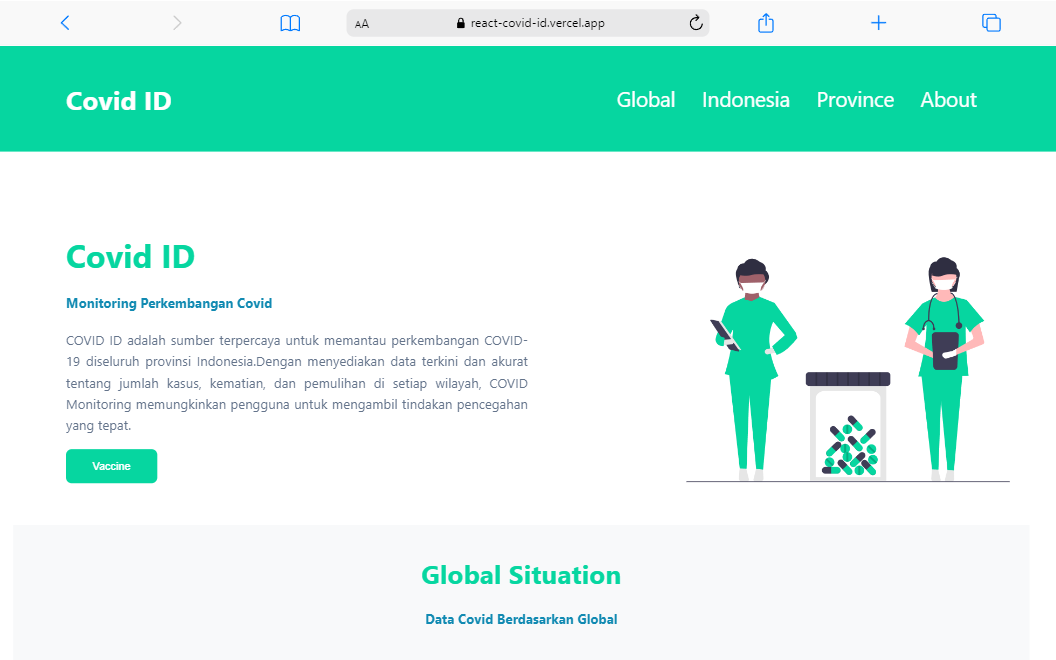 AA react-covid-id.vercel.app
Covid ID Global Indonesia Province About
Covid ID
Monitoring Perkembangan Covid
COVID ID adalah sumber terpercaya untuk memantau perkembangan COVID-
19 diseluruh provinsi Indonesia.Dengan menyediakan data terkini dan akurat
tentang jumlah kasus, kematian, dan pemulihan di setiap wilayah, COVID
Monitoring memungkinkan pengguna untuk mengambil tindakan pencegahan
yang tepat.
Vaccine
Global Situation
Data Covid Berdasarkan Global